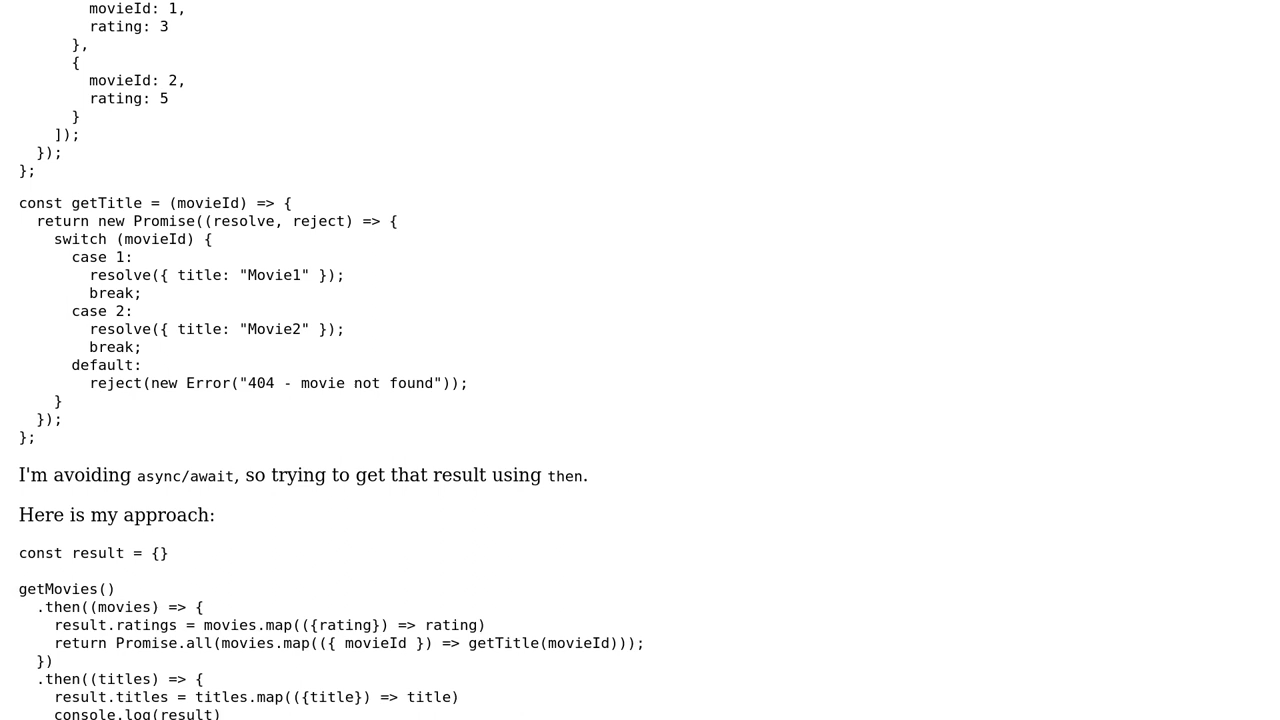 movieId: 1,
        rating: 3
      },
      {
        movieId: 2,
        rating: 5
      }
    ]);
  });
};
const getTitle = (movieId) => {
  return new Promise((resolve, reject) => {
    switch (movieId) {
      case 1:
        resolve({ title: "Movie1" });
        break;
      case 2:
        resolve({ title: "Movie2" });
        break;
      default:
        reject(new Error("404 - movie not found"));
    }
  });
};
I'm avoiding async/await, so trying to get that result using then.
Here is my approach:
const result = {}
getMovies()
  .then((movies) => {
    result.ratings = movies.map(({rating}) => rating)
    return Promise.all(movies.map(({ movieId }) => getTitle(movieId)));
  })
  .then((titles) => {
    result.titles = titles.map(({title}) => title)
    console.log(result)